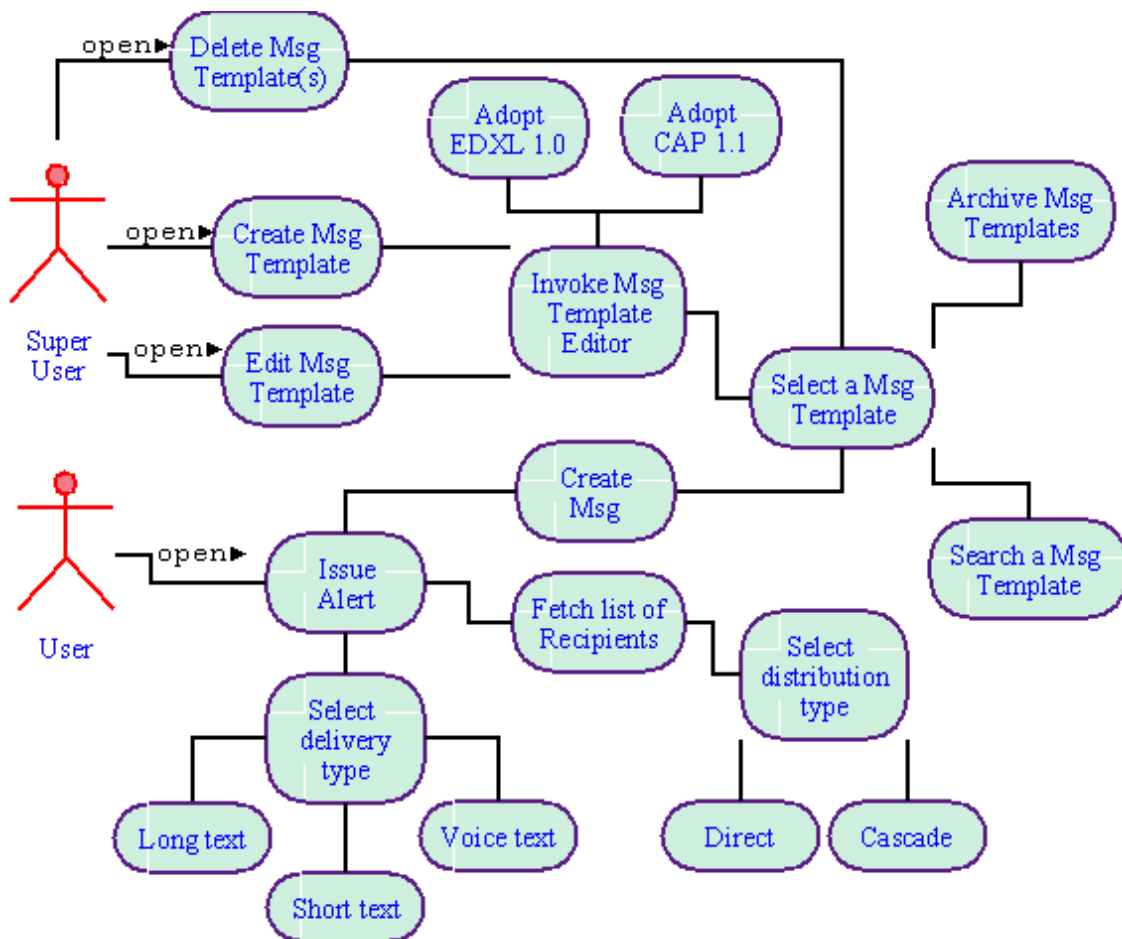 open►
Delete Msg
Template(s)
Adopt
EDXL 1.0
Adopt
CAP 1.1
Archive Msg
Templates
open►
Create Msg
Template
Invoke Msg
Template
Editor
Super
User
open►
Edit Msg
Template
Select a Msg
Template
Create
Msg
Search a Msg
Template
User
open►
Issue
Alert
Fetch list of
Recipients
Select
distribution
type
Select
delivery
type
Long text
Voice text
Short text
Direct
Cascade